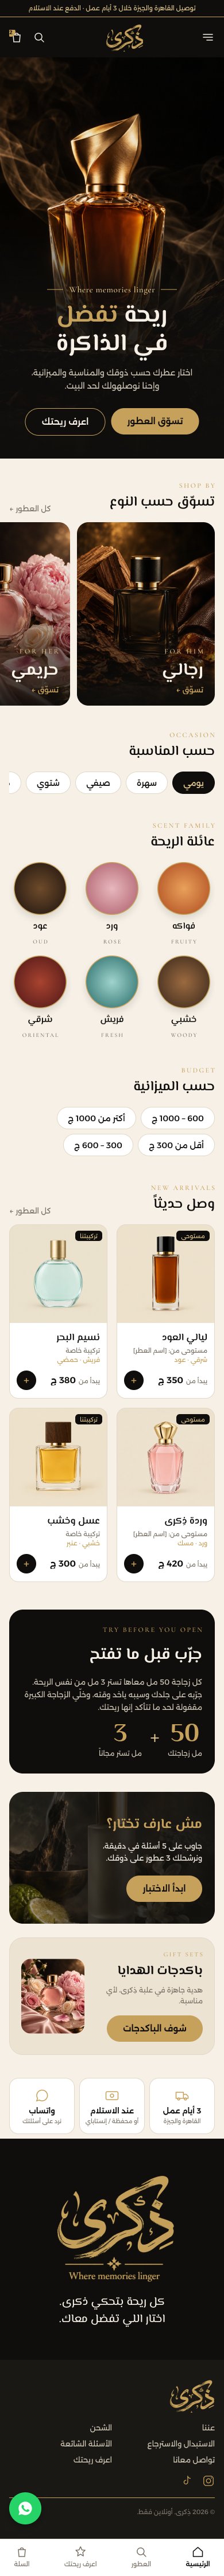 توصيل القاهرة والجيزة خلال 3 أيام عمل · الدفع عند الاستلام
ذكرى
Where memories linger
ريحة تفضل
في الذاكرة
اختار عطرك حسب ذوقك والمناسبة والميزانية،
وإحنا نوصلهولك لحد البيت.
تسوّق العطور
اعرف ريحتك
SHOP BY
تسوّق حسب النوع
كل العطور +
FOR HIM
رجالي
تسوّق +
FOR HER
حريمي
تسوّق +
OCCASION
حسب المناسبة
يومي
سهرة
صيفي
شتوي
SCENT FAMILY
عائلة الريحة
فواكه
FRUITY
ورد
ROSE
عود
OUD
خشبي
WOODY
فريش
FRESH
شرقي
ORIENTAL
BUDGET
حسب الميزانية
600 – 1000 ج
أكتر من 1000 ج
أقل من 300 ج
300 – 600 ج
NEW ARRIVALS
وصل حديثاً
كل العطور +
مستوحى
ليالي العود
مستوحى من: [اسم العطر]
شرقي · عود
يبدأ من 350 ج
+
تركيبتنا
نسيم البحر
تركيبة خاصة
فريش · حمضي
يبدأ من 380 ج
+
مستوحى
وردة ذكرى
مستوحى من: [اسم العطر]
ورد · مسك
يبدأ من 420 ج
+
تركيبتنا
عسل وخشب
تركيبة خاصة
خشبي · عنبر
يبدأ من 300 ج
+
TRY BEFORE YOU OPEN
جرّب قبل ما تفتح
كل زجاجة 50 مل معاها تستر 3 مل من نفس الريحة.
جرّبه على جلدك وسيبه ياخد وقته، وخلّي الزجاجة الكبيرة
مقفولة لحد ما تتأكد إنها ريحتك.
50
مل زجاجتك
+
3
مل تستر مجاناً
مش عارف تختار؟
جاوب على 5 أسئلة في دقيقة،
ونرشحلك 3 عطور على ذوقك.
ابدأ الاختبار
GIFT SETS
باكدجات الهدايا
هدية جاهزة في علبة ذكرى، لأي
مناسبة.
شوف الباكدجات
3 أيام عمل
القاهرة والجيزة
عند الاستلام
أو محفظة / إنستاباي
واتساب
نرد على أسئلتك
ذكرى
Where memories linger
كل ريحة بتحكي ذكرى.
اختار اللي تفضل معاك.
ذكرى
عننا
الشحن
الاستبدال والاسترجاع
الأسئلة الشائعة
تواصل معانا
اعرف ريحتك
© 2026 ذكرى. أونلاين فقط.
الرئيسية
العطور
اعرف ريحتك
السلة